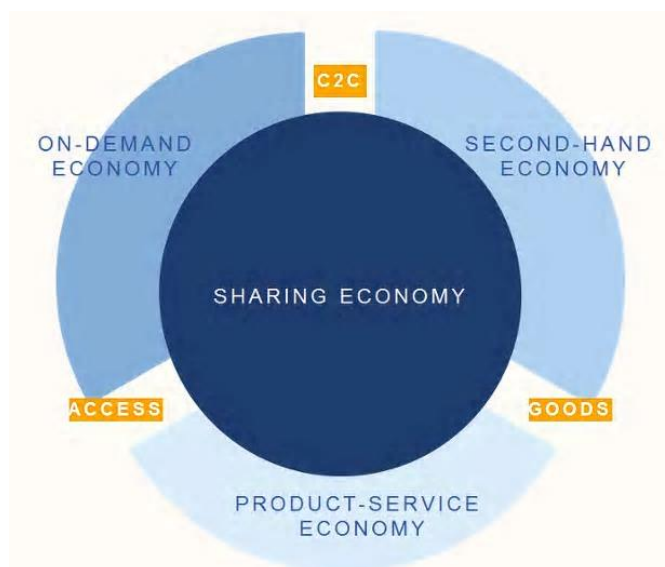 C2C
ON-DEMAND
ECONOMY
SECOND-HAND
ECONOMY
SHARING ECONOMY
ACCESS
GOODS
PRODUCT-SERVICE
ECONOMY